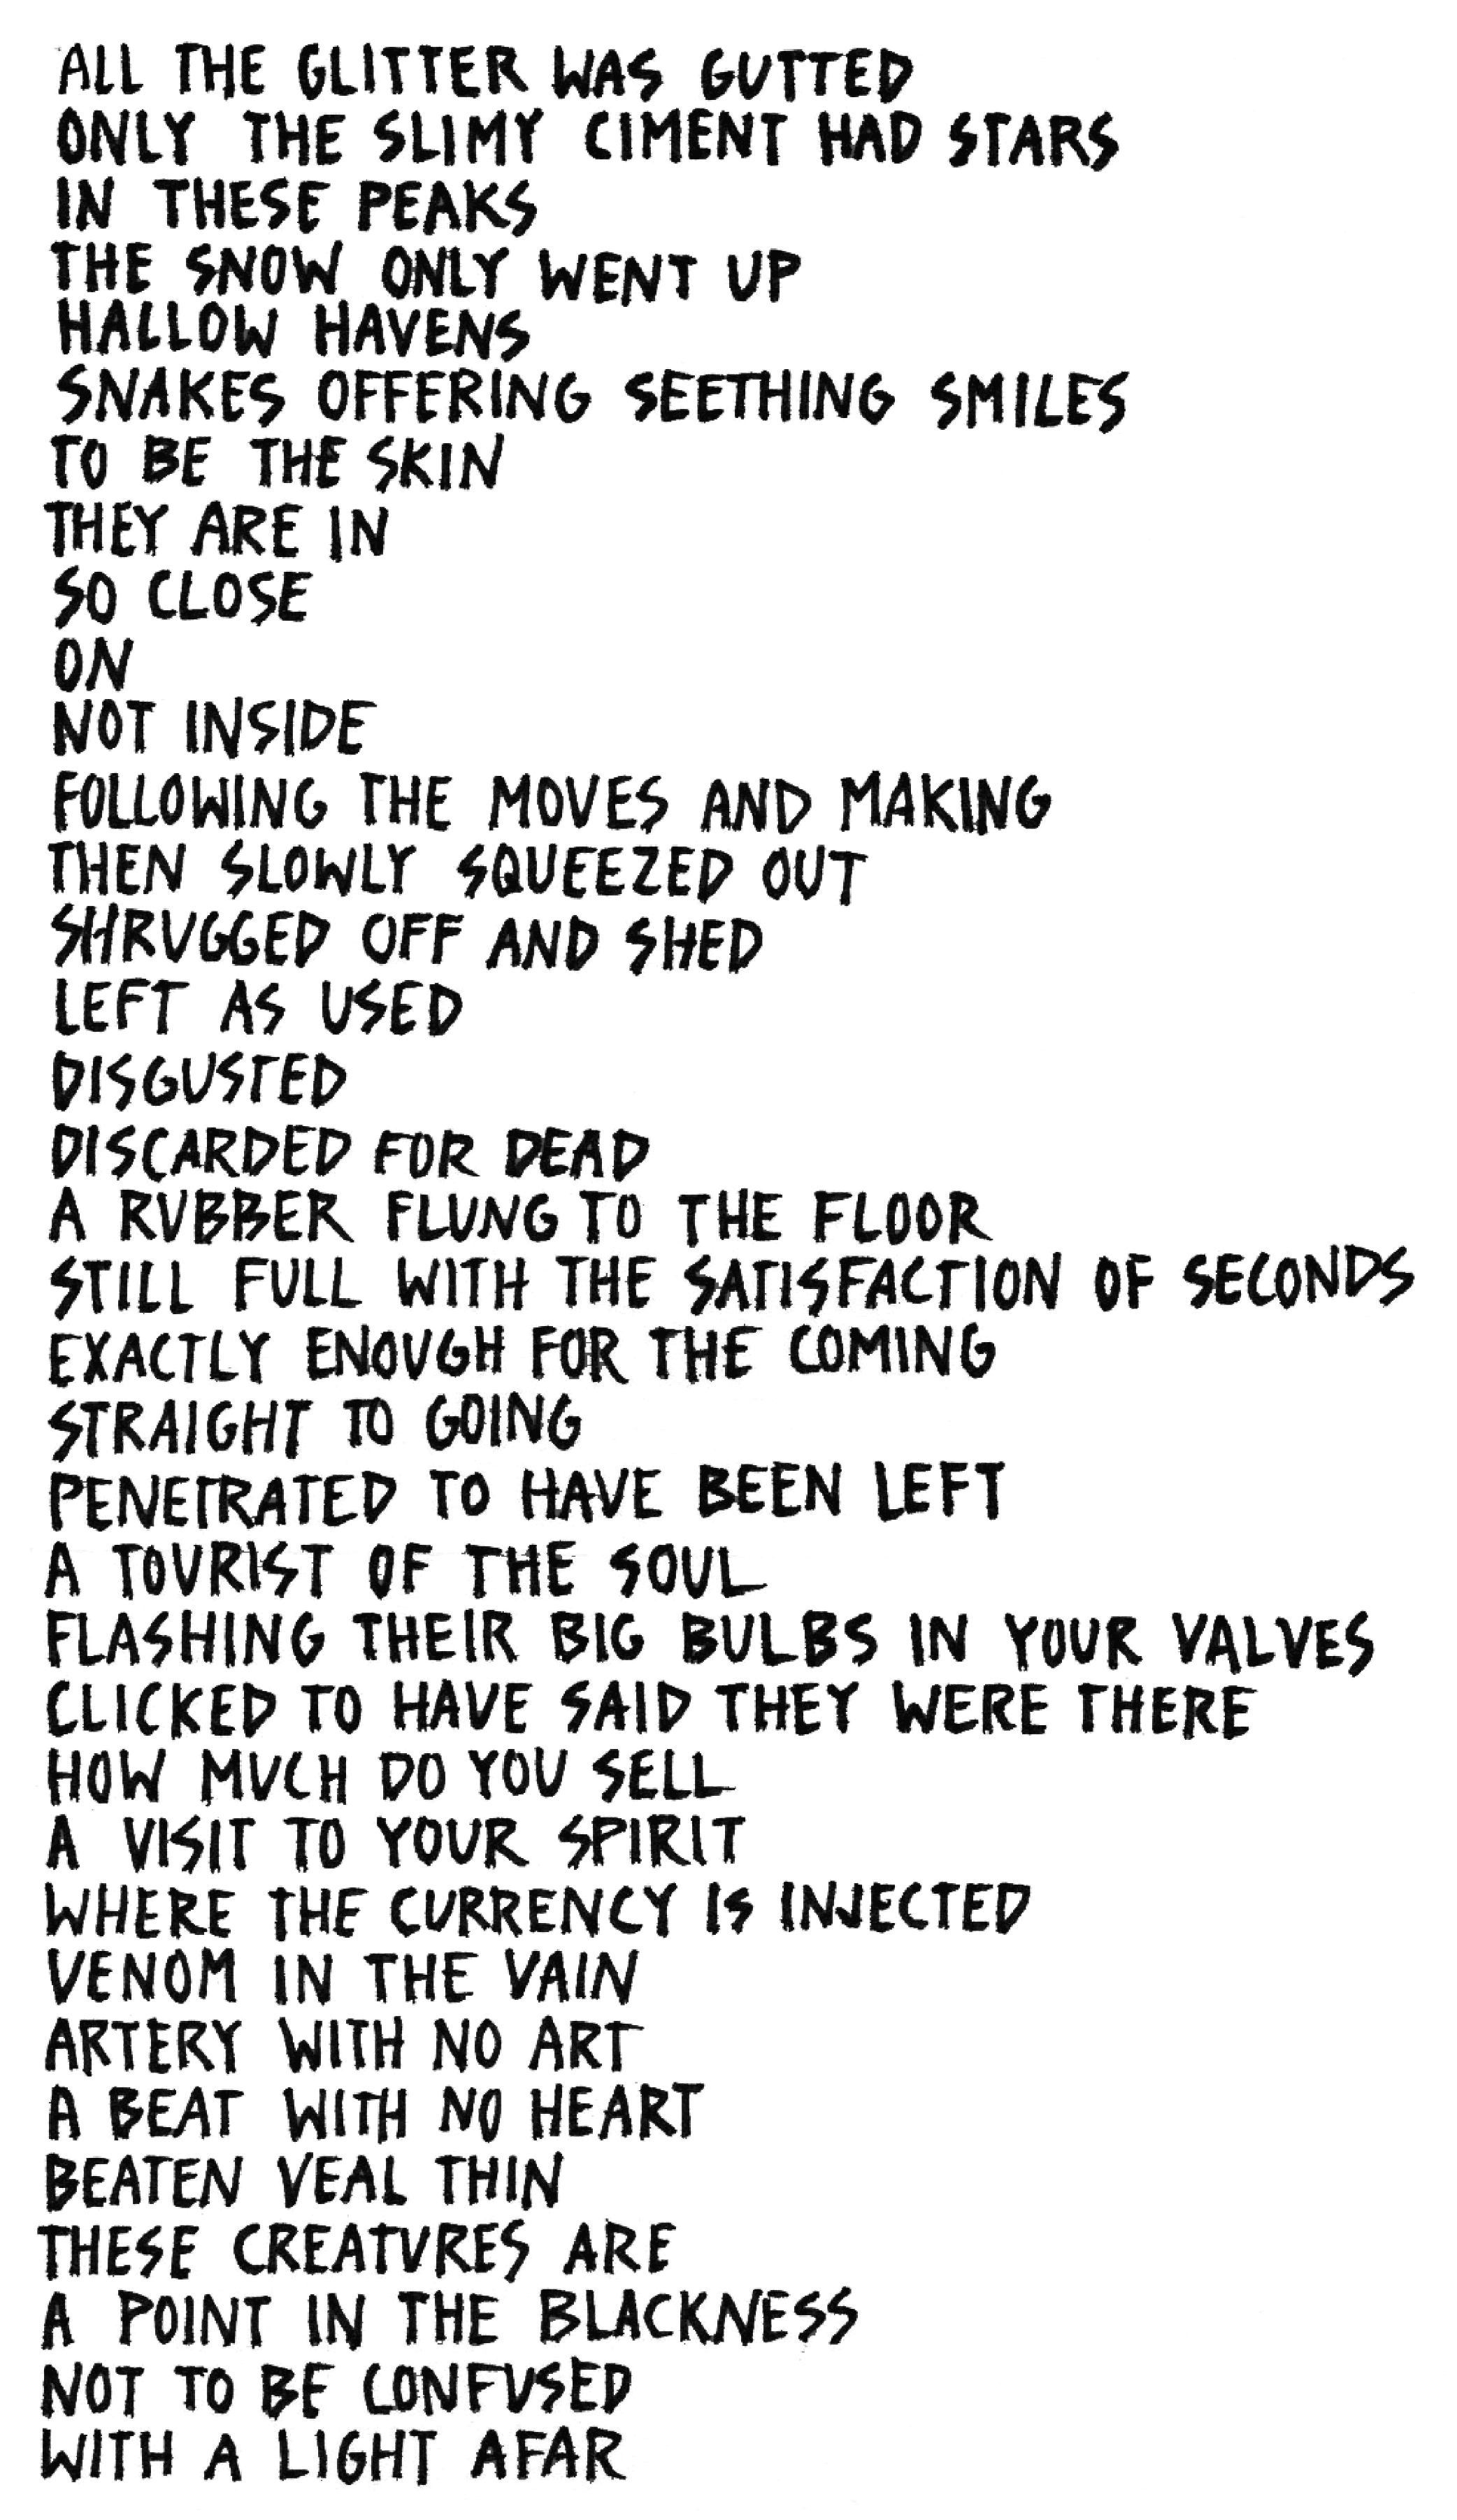 ALL THE GLITTER WAS GUTTED
ONLY THE SLIMY CIMENT HAD STARS
IN THESE PEAKS
THE SNOW ONLY WENT UP
HALLOW HAVENS
SNAKES OFFERING SEETHING SMILES
TO BE THE SKIN
THEY ARE IN
SO CLOSE
ON
NOT INSIDE
FOLLOWING THE MOVES AND MAKING
THEN SLOWLY SQUEEZED OUT
SHRUGGED OFF AND SHED
LEFT AS USED
DISGUSTED
DISCARDED FOR DEAD
A RUBBER FLUNG TO THE FLOOR
STILL FULL WITH THE SATISFACTION OF SECONDS
EXACTLY ENOUGH FOR THE COMING
STRAIGHT TO GOING
PENETRATED TO HAVE BEEN LEFT
A TOURIST OF THE SOUL
FLASHING THEIR BIG BULBS IN YOUR VALVES
CLICKED TO HAVE SAID THEY WERE THERE
HOW MUCH DO YOU SELL
A VISIT TO YOUR SPIRIT
WHERE THE CURRENCY IS INJECTED
VENOM IN THE VAIN
ARTERY WITH NO ART
A BEAT WITH NO HEART
BEATEN VEAL THIN
THESE CREATURES ARE
A POINT IN THE BLACKNESS
NOT TO BE CONFUSED
WITH A LIGHT AFAR